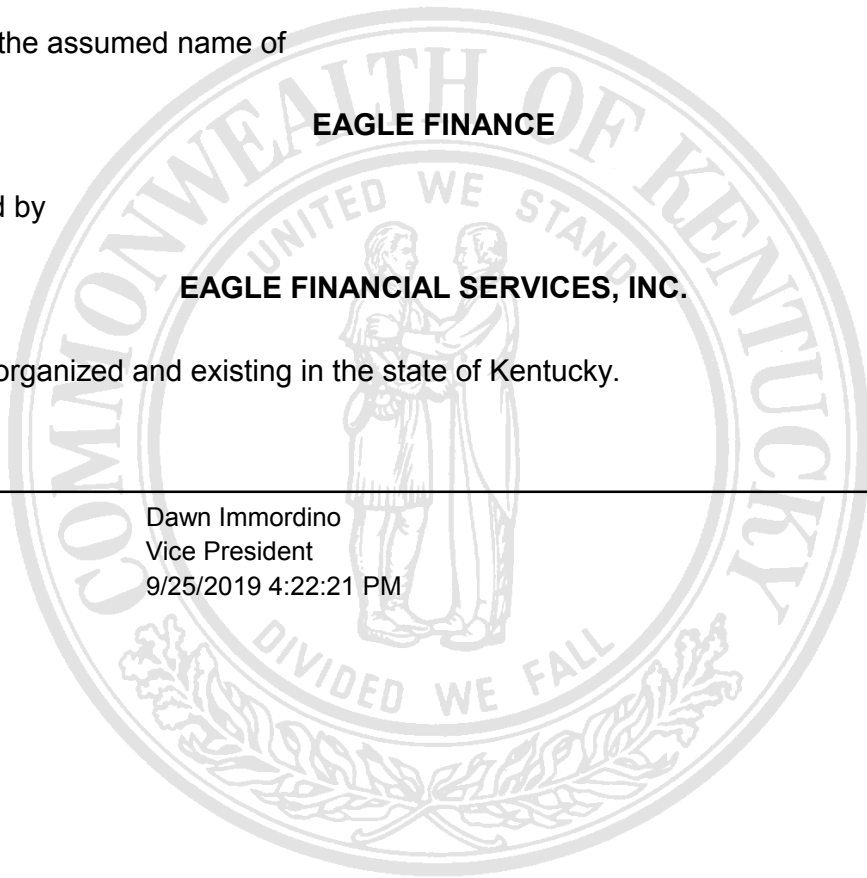 the assumed name of
EAGLE FINANCE
d by
EAGLE FINANCIAL SERVICES, INC.
organized and existing in the state of Kentucky.
Dawn Immordino
Vice President
9/25/2019 4:22:21 PM
COMMONWEALTH OF KENTUCKY
UNITED WE STAND
DIVIDED WE FALL